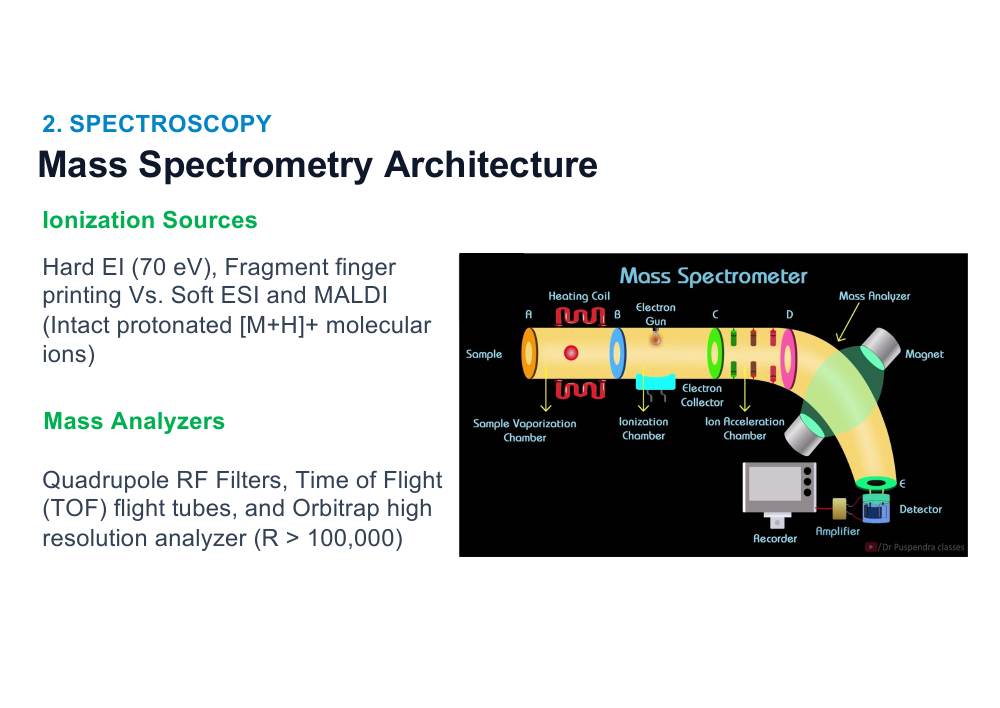 2. SPECTROSCOPY
Mass Spectrometry Architecture
Ionization Sources
Hard EI (70 eV), Fragment finger
printing Vs. Soft ESI and MALDI
(Intact protonated [M+H]+ molecular
ions)
Mass Analyzers
Quadrupole RF Filters, Time of Flight
(TOF) flight tubes, and Orbitrap high
resolution analyzer (R > 100,000)
Mass Spectrometer
Heating Coil
Electron
Gun
Mass Analyzer
A
B
C
D
Sample
Magnet
Electron
Collector
Sample Vaporization
Chamber
Ionization
Chamber
Ion Acceleration
Chamber
E
Detector
Amplifier
Recorder
/Dr Puspendra classes